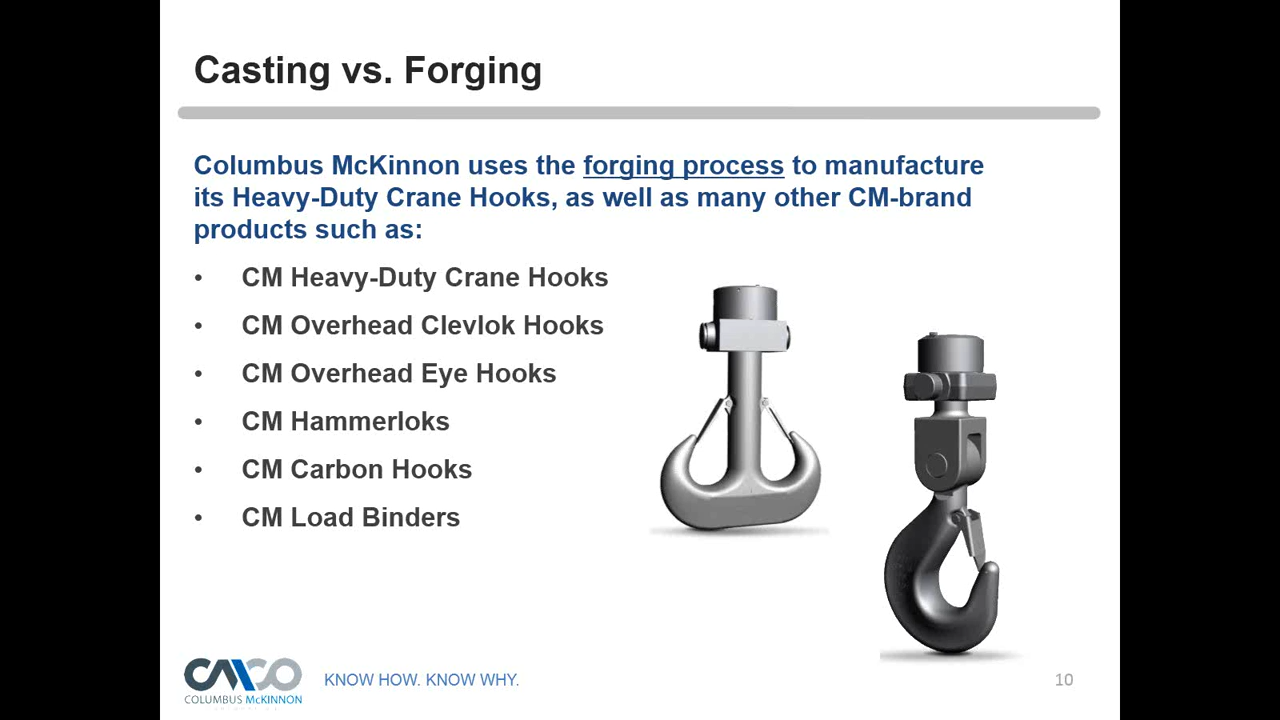 Casting vs. Forging
Columbus McKinnon uses the forging process to manufacture
its Heavy-Duty Crane Hooks, as well as many other CM-brand
products such as:
• CM Heavy-Duty Crane Hooks
• CM Overhead Clevlok Hooks
• CM Overhead Eye Hooks
• CM Hammerloks
• CM Carbon Hooks
• CM Load Binders
CMCO
COLUMBUS McKINNON
KNOW HOW. KNOW WHY.
10